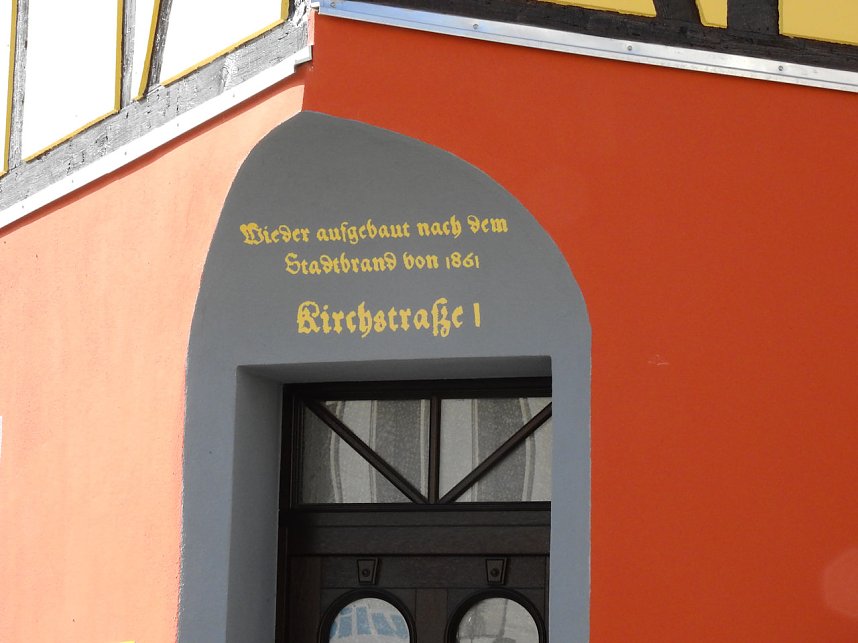 Wieder aufgebaut nach dem
Stadtbrand von 1861
Kirchstraße 1